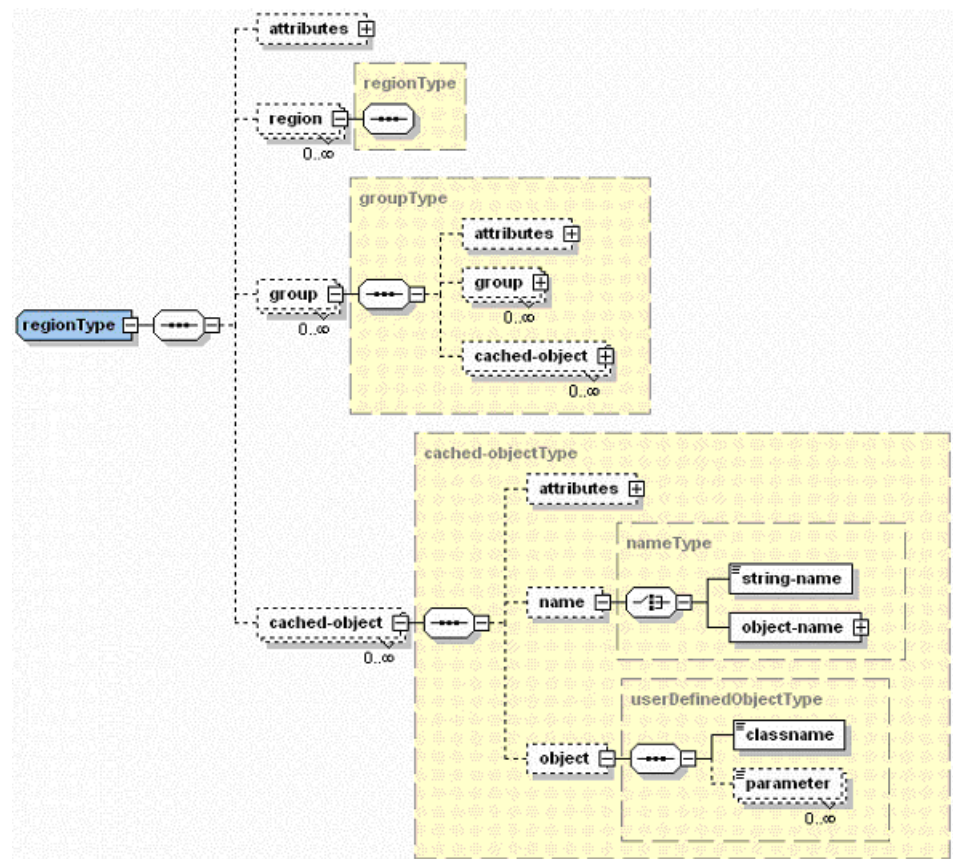 attributes
regionType
region
0..∞
groupType
attributes
group
0..∞
cached-object
0..∞
group
0..∞
regionType
cached-objectType
attributes
nameType
string-name
name
object-name
cached-object
0..∞
userDefinedObjectType
classname
object
parameter
0..∞